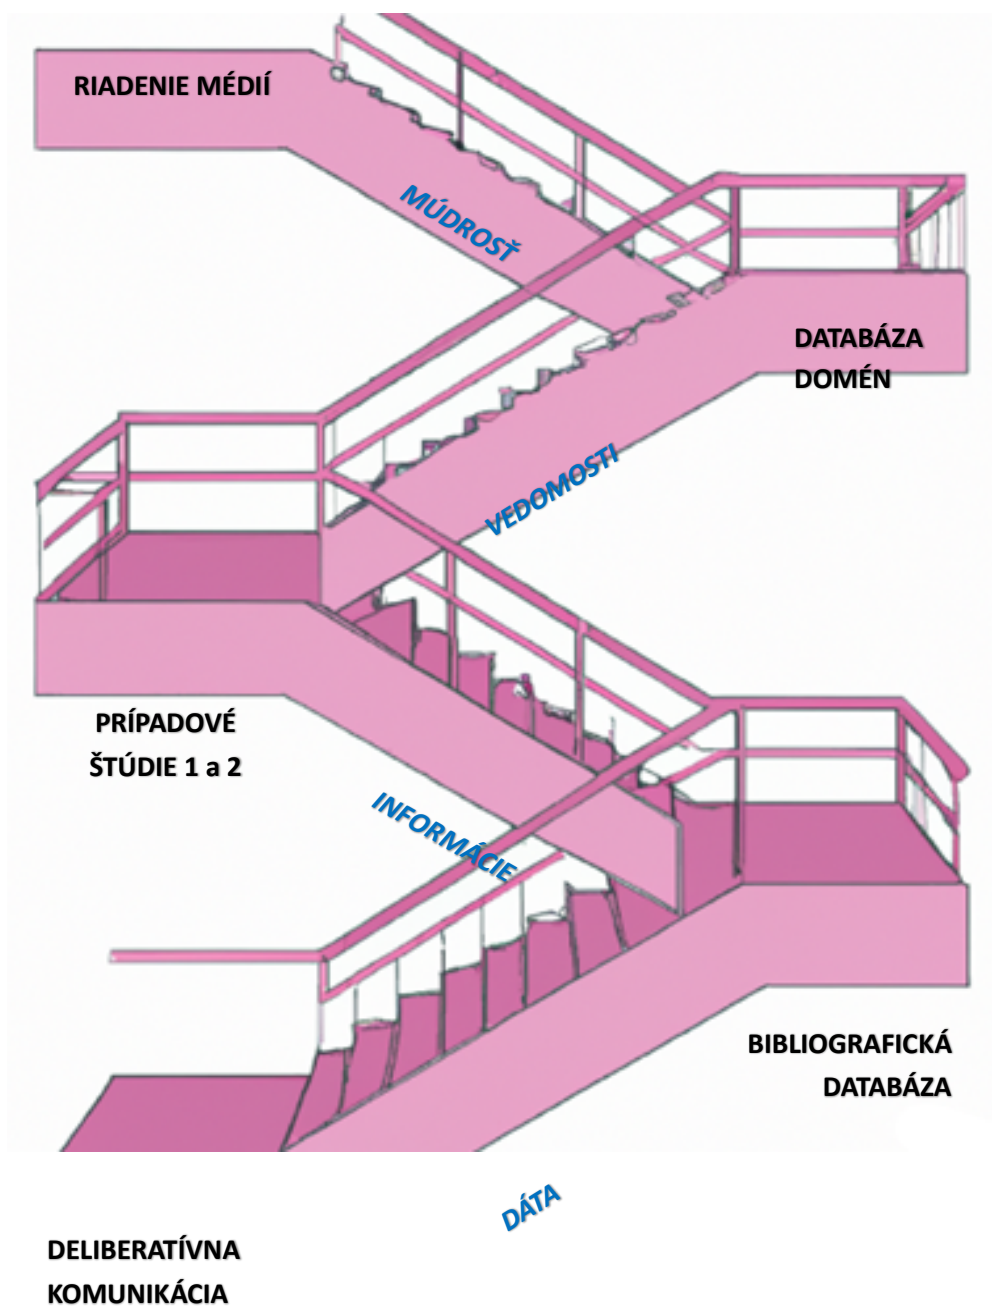 RIADENIE MÉDIÍ
MÚDROSŤ
DATABÁZA
DOMÉN
VEDOMOSTI
PRÍPADOVÉ
ŠTÚDIE 1 a 2
INFORMÁCIE
BIBLIOGRAFICKÁ
DATABÁZA
DÁTA
DELIBERATÍVNA
KOMUNIKÁCIA